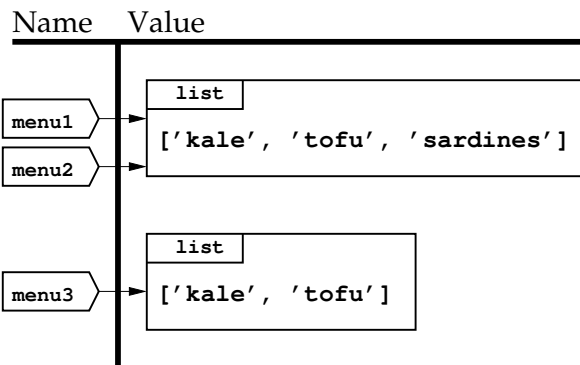 Name Value
list
menu1
['kale', 'tofu', 'sardines']
menu2
list
menu3
['kale', 'tofu']